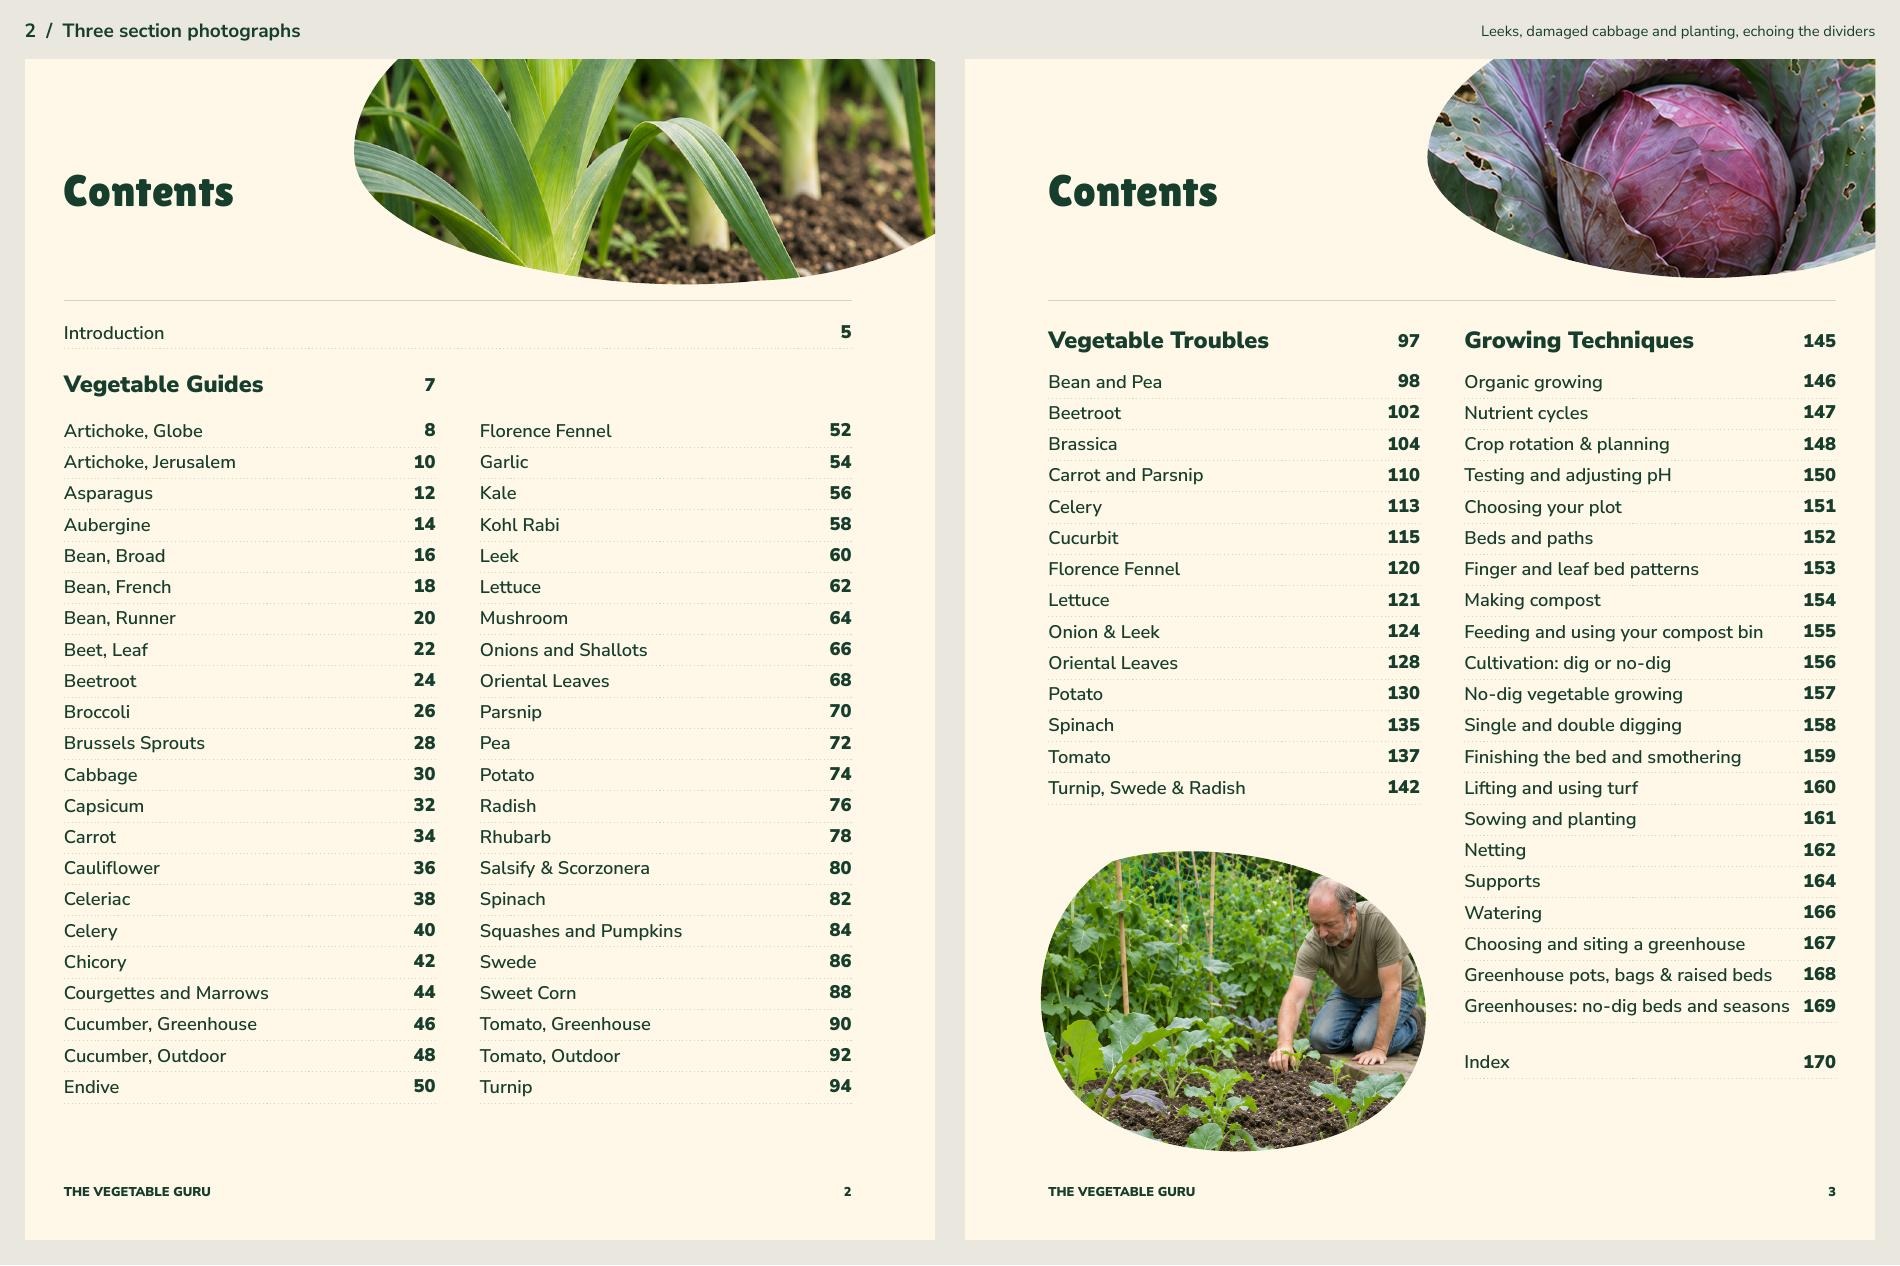 2 / Three section photographs
Leeks, damaged cabbage and planting, echoing the dividers
Contents
Introduction 5
Vegetable Guides 7
Artichoke, Globe 8
Artichoke, Jerusalem 10
Asparagus 12
Aubergine 14
Bean, Broad 16
Bean, French 18
Bean, Runner 20
Beet, Leaf 22
Beetroot 24
Broccoli 26
Brussels Sprouts 28
Cabbage 30
Capsicum 32
Carrot 34
Cauliflower 36
Celeriac 38
Celery 40
Chicory 42
Courgettes and Marrows 44
Cucumber, Greenhouse 46
Cucumber, Outdoor 48
Endive 50
Florence Fennel 52
Garlic 54
Kale 56
Kohl Rabi 58
Leek 60
Lettuce 62
Mushroom 64
Onions and Shallots 66
Oriental Leaves 68
Parsnip 70
Pea 72
Potato 74
Radish 76
Rhubarb 78
Salsify & Scorzonera 80
Spinach 82
Squashes and Pumpkins 84
Swede 86
Sweet Corn 88
Tomato, Greenhouse 90
Tomato, Outdoor 92
Turnip 94
THE VEGETABLE GURU 2
Contents
Vegetable Troubles 97
Bean and Pea 98
Beetroot 102
Brassica 104
Carrot and Parsnip 110
Celery 113
Cucurbit 115
Florence Fennel 120
Lettuce 121
Onion & Leek 124
Oriental Leaves 128
Potato 130
Spinach 135
Tomato 137
Turnip, Swede & Radish 142
Growing Techniques 145
Organic growing 146
Nutrient cycles 147
Crop rotation & planning 148
Testing and adjusting pH 150
Choosing your plot 151
Beds and paths 152
Finger and leaf bed patterns 153
Making compost 154
Feeding and using your compost bin 155
Cultivation: dig or no-dig 156
No-dig vegetable growing 157
Single and double digging 158
Finishing the bed and smothering 159
Lifting and using turf 160
Sowing and planting 161
Netting 162
Supports 164
Watering 166
Choosing and siting a greenhouse 167
Greenhouse pots, bags & raised beds 168
Greenhouses: no-dig beds and seasons 169
Index 170
THE VEGETABLE GURU 3